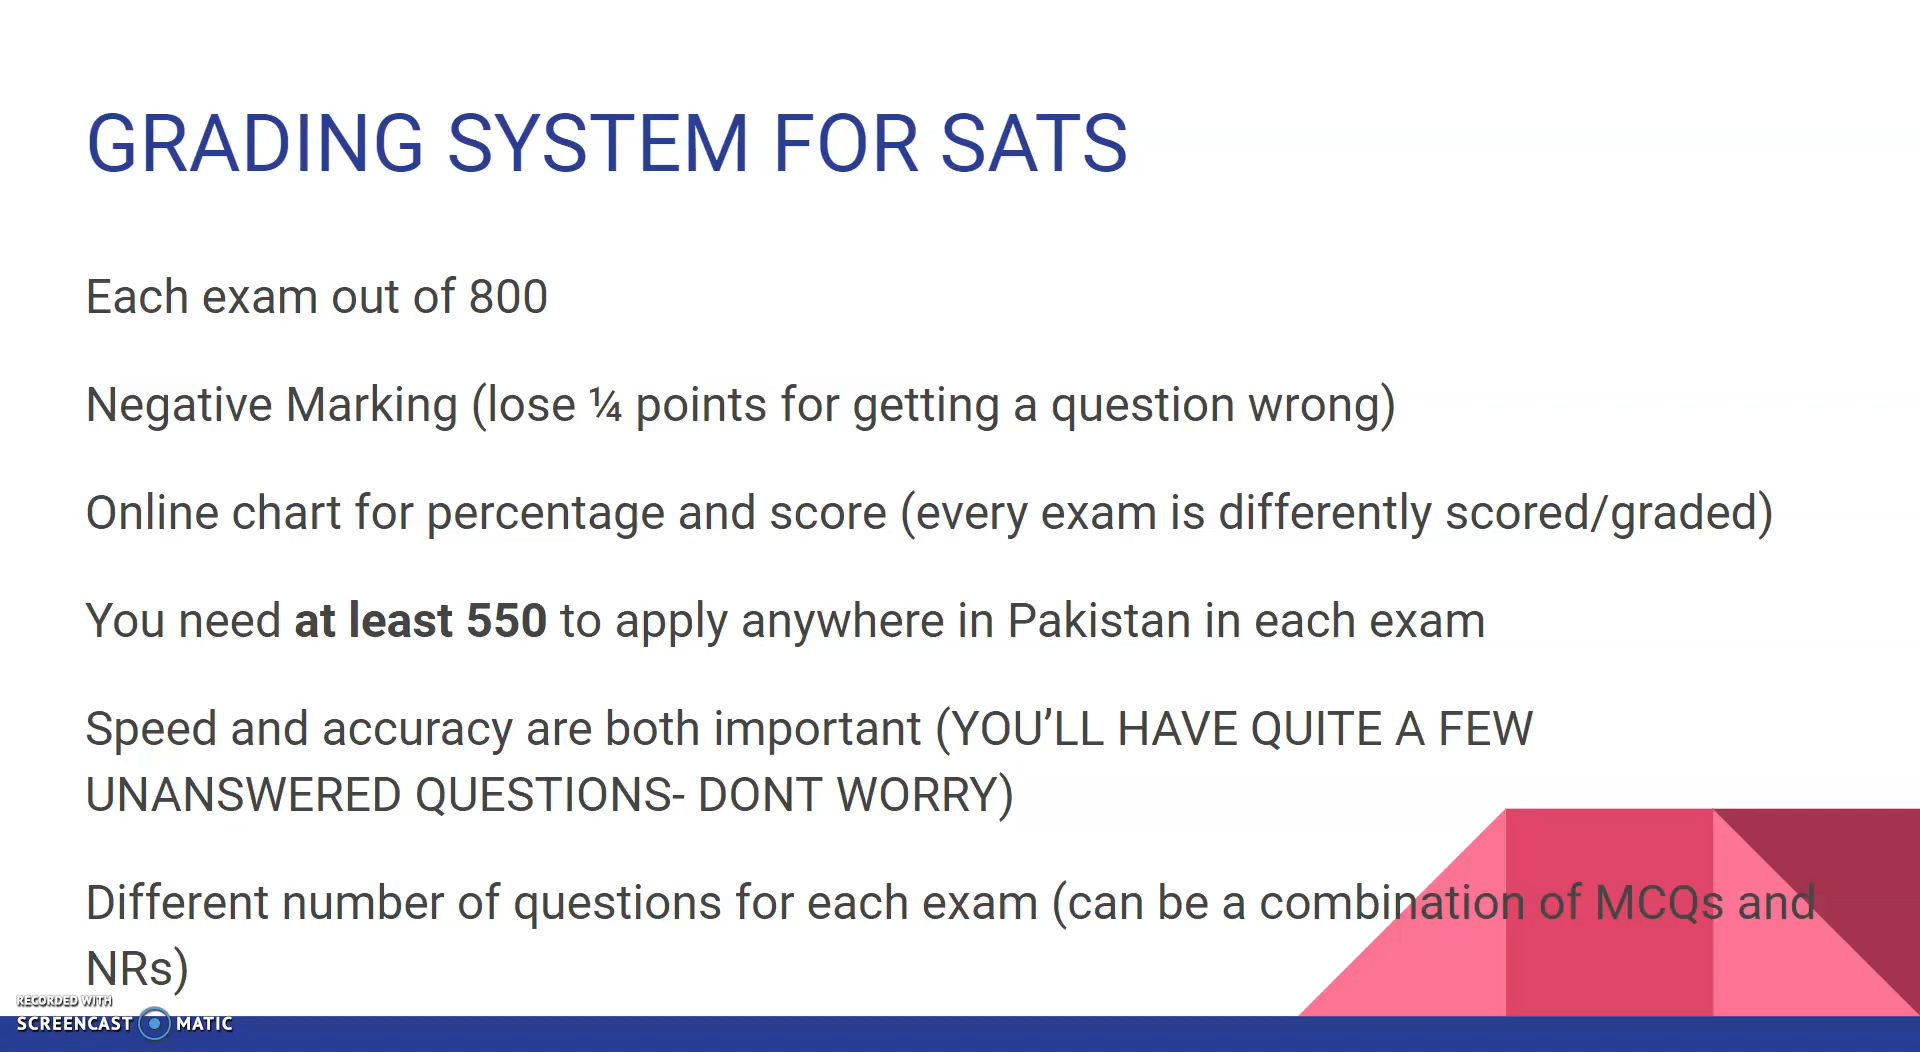 GRADING SYSTEM FOR SATS
Each exam out of 800
Negative Marking (lose ¼ points for getting a question wrong)
Online chart for percentage and score (every exam is differently scored/graded)
You need at least 550 to apply anywhere in Pakistan in each exam
Speed and accuracy are both important (YOU’LL HAVE QUITE A FEW
UNANSWERED QUESTIONS- DONT WORRY)
Different number of questions for each exam (can be a combination of MCQs and
NRs)
RECORDED WITH
SCREENCAST MATIC